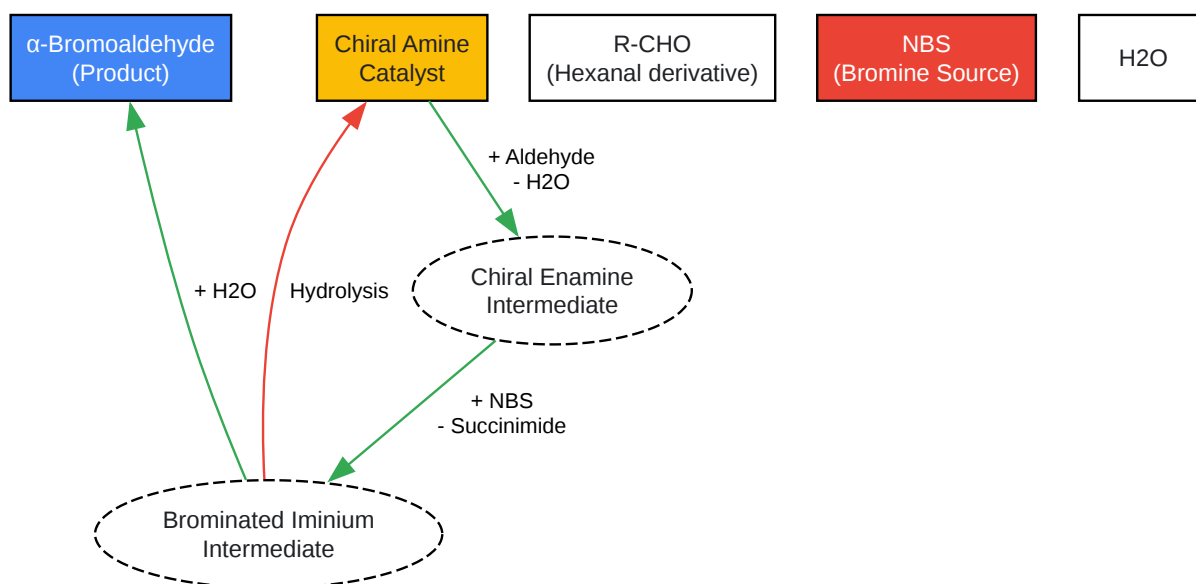 α-Bromoaldehyde
(Product)
Chiral Amine
Catalyst
R-CHO
(Hexanal derivative)
NBS
(Bromine Source)
H2O
+ Aldehyde
- H2O
Chiral Enamine
Intermediate
+ H2O
Hydrolysis
+ NBS
- Succinimide
Brominated Iminium
Intermediate